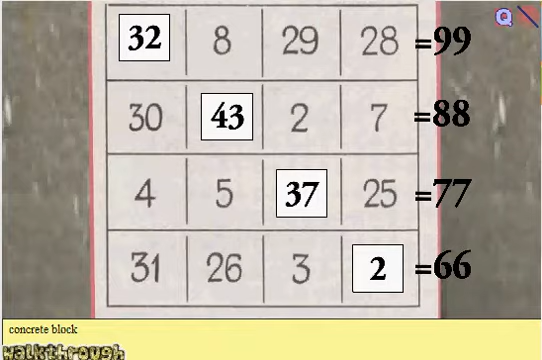 Q
32 8 29 28 =99
30 43 2 7 =88
4 5 37 25 =77
31 26 3 2 =66
concrete block
walkthrough